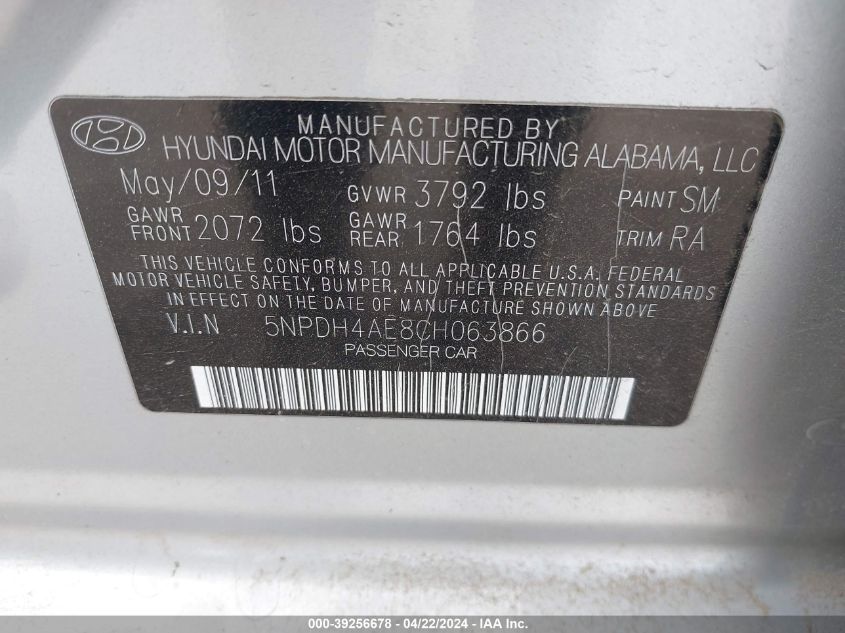 MANUFACTURED BY
HYUNDAI MOTOR MANUFACTURING ALABAMA, LLC
May/09/11 GVWR 3792 lbs PAINT SM
GAWR FRONT 2072 lbs GAWR REAR 1764 lbs TRIM RA
THIS VEHICLE CONFORMS TO ALL APPLICABLE U.S.A. FEDERAL
MOTOR VEHICLE SAFETY, BUMPER, AND THEFT PREVENTION STANDARDS
IN EFFECT ON THE DATE OF MANUFACTURE SHOWN ABOVE
V.I.N 5NPDH4AE8CH063866
PASSENGER CAR
000-39256678 - 04/22/2024 - IAA Inc.